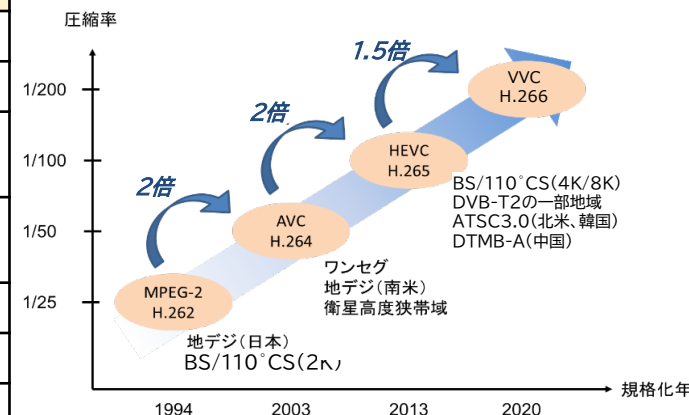 圧縮率
1/200
1/100
1/50
1/25
1.5倍
2倍
2倍
VVC
H.266
HEVC
H.265
BS/110°CS(4K/8K)
DVB-T2の一部地域
ATSC3.0(北米、韓国)
DTMB-A(中国)
AVC
H.264
ワンセグ
地デジ(南米)
衛星高度狭帯域
MPEG-2
H.262
地デジ(日本)
BS/110°CS
1994
2003
2013
2020
規格化年